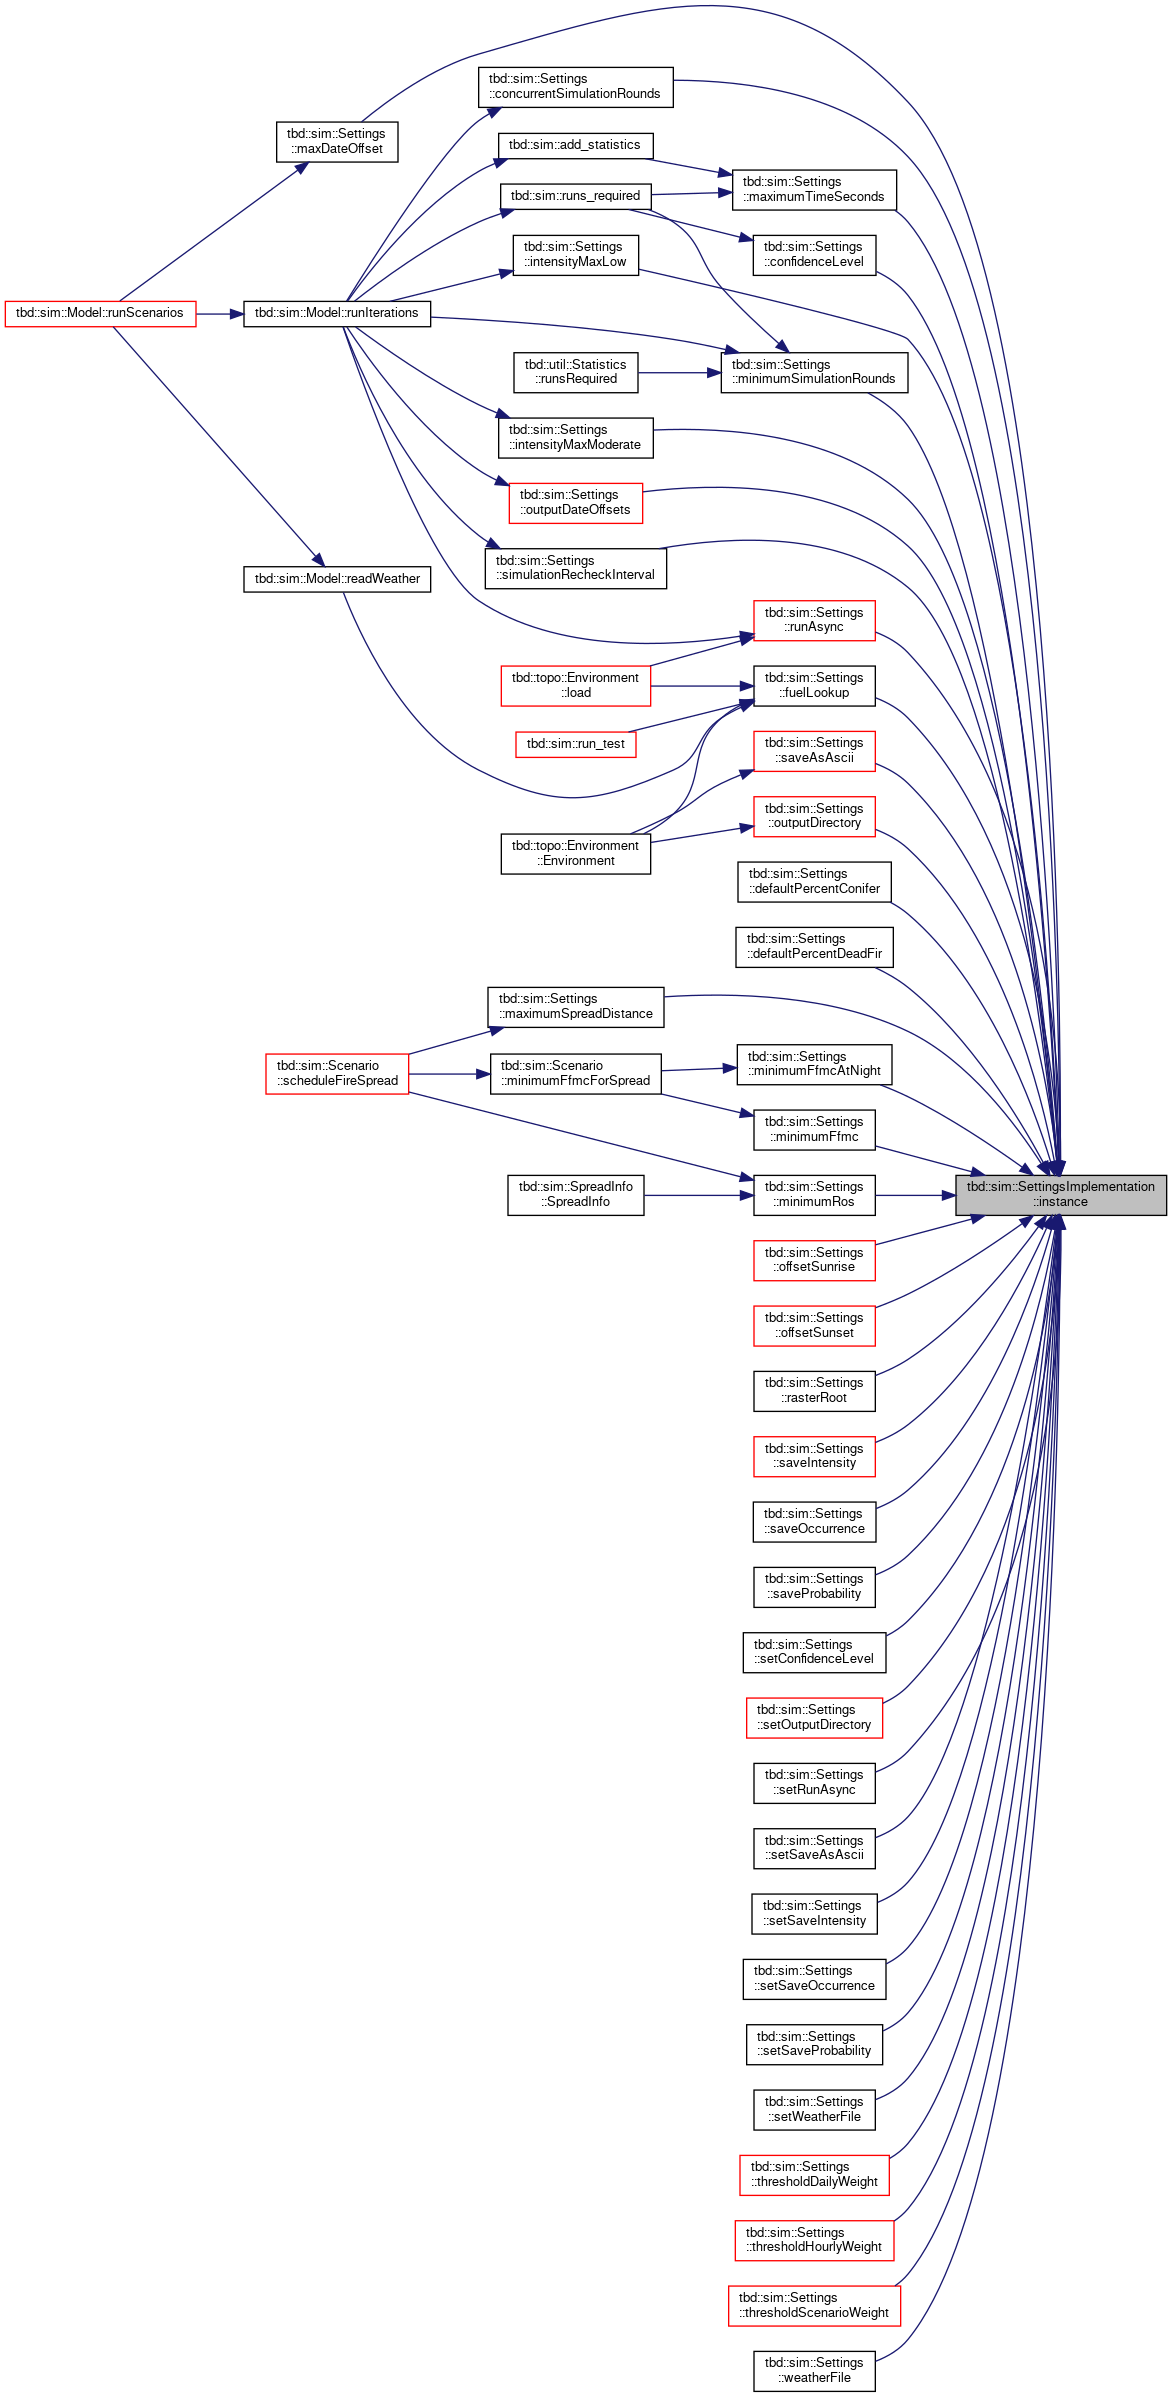 tbd::sim::Settings
::concurrentSimulationRounds
tbd::sim::Settings
::maxDateOffset
tbd::sim::add_statistics
tbd::sim::Settings
::maximumTimeSeconds
tbd::sim::runs_required
tbd::sim::Settings
::intensityMaxLow
tbd::sim::Settings
::confidenceLevel
tbd::sim::Model::runScenarios
tbd::sim::Model::runIterations
tbd::util::Statistics
::runsRequired
tbd::sim::Settings
::minimumSimulationRounds
tbd::sim::Settings
::intensityMaxModerate
tbd::sim::Settings
::outputDateOffsets
tbd::sim::Settings
::simulationRecheckInterval
tbd::sim::Model::readWeather
tbd::sim::Settings
::runAsync
tbd::topo::Environment
::load
tbd::sim::Settings
::fuelLookup
tbd::sim::run_test
tbd::sim::Settings
::saveAsAscii
tbd::sim::Settings
::outputDirectory
tbd::topo::Environment
::Environment
tbd::sim::Settings
::defaultPercentConifer
tbd::sim::Settings
::defaultPercentDeadFir
tbd::sim::Settings
::maximumSpreadDistance
tbd::sim::Scenario
::scheduleFireSpread
tbd::sim::Scenario
::minimumFfmcForSpread
tbd::sim::Settings
::minimumFfmcAtNight
tbd::sim::Settings
::minimumFfmc
tbd::sim::SpreadInfo
::SpreadInfo
tbd::sim::Settings
::minimumRos
tbd::sim::SettingsImplementation
::instance
tbd::sim::Settings
::offsetSunrise
tbd::sim::Settings
::offsetSunset
tbd::sim::Settings
::rasterRoot
tbd::sim::Settings
::saveIntensity
tbd::sim::Settings
::saveOccurrence
tbd::sim::Settings
::saveProbability
tbd::sim::Settings
::setConfidenceLevel
tbd::sim::Settings
::setOutputDirectory
tbd::sim::Settings
::setRunAsync
tbd::sim::Settings
::setSaveAsAscii
tbd::sim::Settings
::setSaveIntensity
tbd::sim::Settings
::setSaveOccurrence
tbd::sim::Settings
::setSaveProbability
tbd::sim::Settings
::setWeatherFile
tbd::sim::Settings
::thresholdDailyWeight
tbd::sim::Settings
::thresholdHourlyWeight
tbd::sim::Settings
::thresholdScenarioWeight
tbd::sim::Settings
::weatherFile